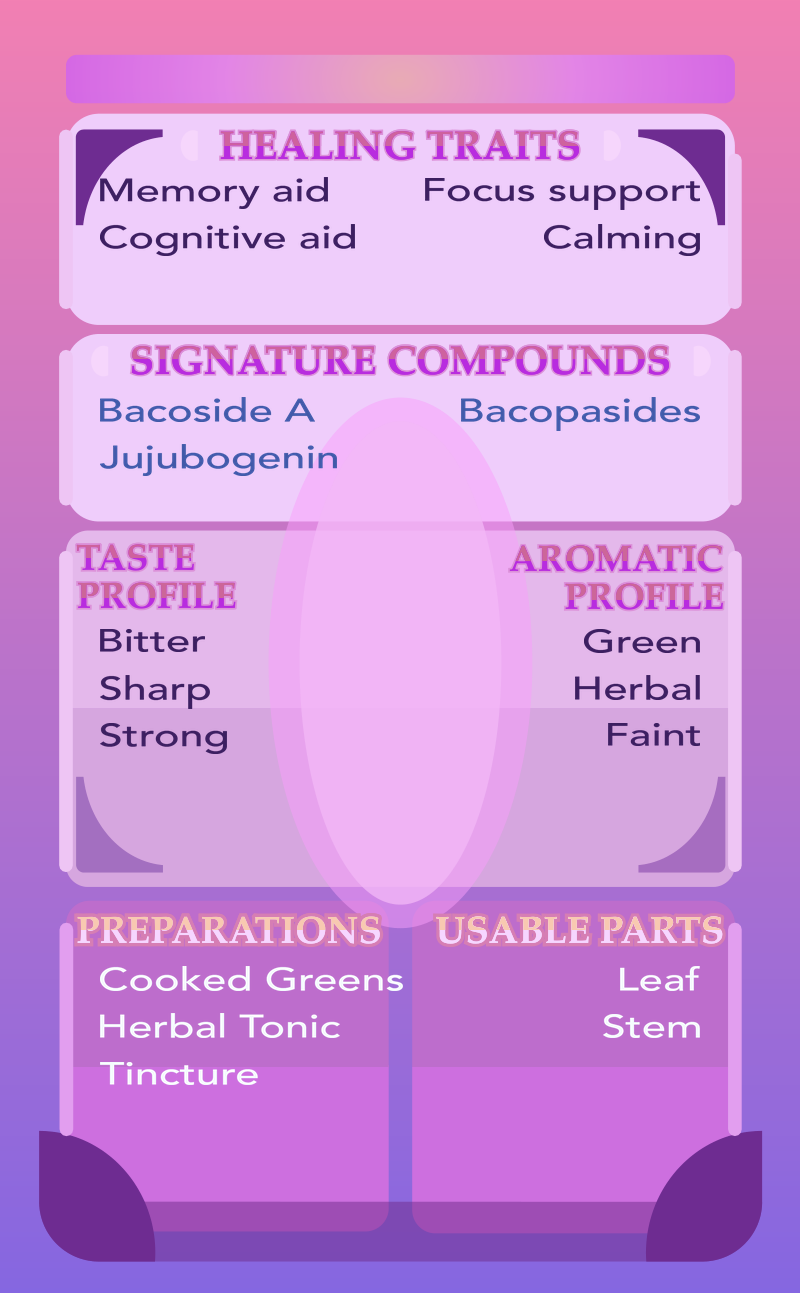 HEALING TRAITS
Memory aid
Focus support
Cognitive aid
Calming
SIGNATURE COMPOUNDS
Bacoside A
Bacopasides
Jujubogenin
TASTE
PROFILE
Bitter
Sharp
Strong
AROMATIC
PROFILE
Green
Herbal
Faint
PREPARATIONS
Cooked Greens
Herbal Tonic
Tincture
USABLE PARTS
Leaf
Stem